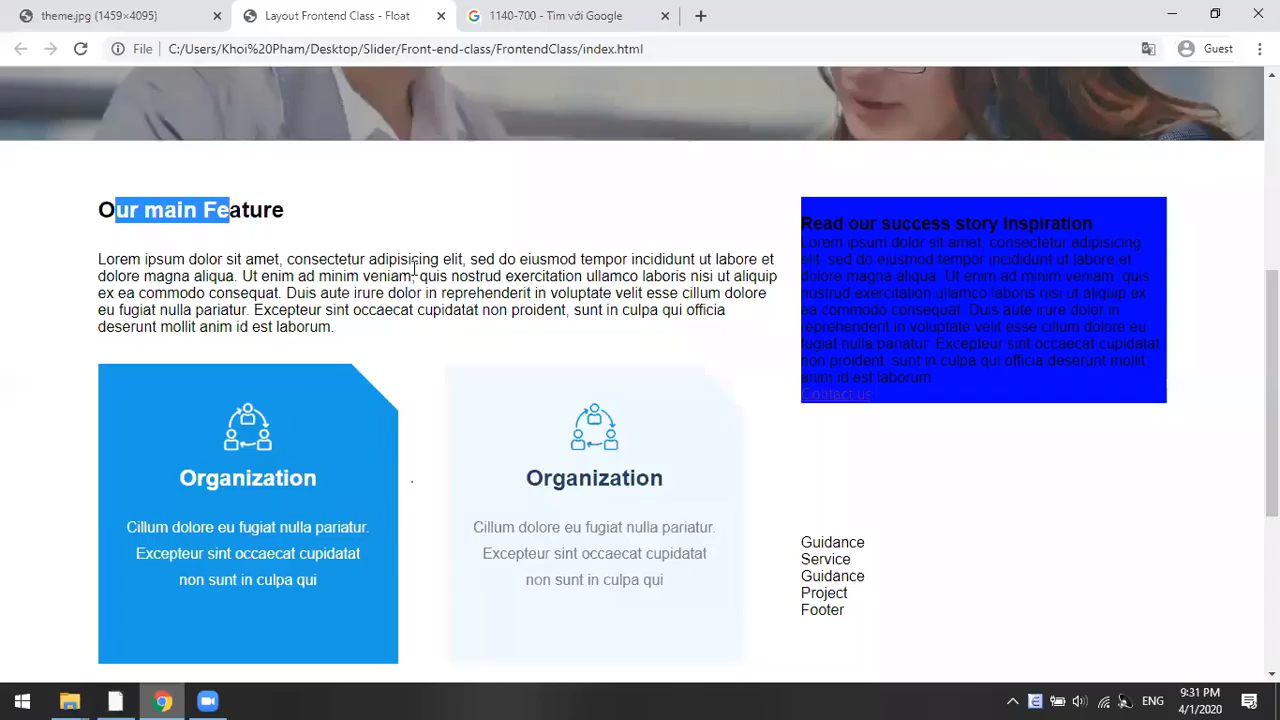 theme.jpg (1459×4095)
Layout Frontend Class - Float
1140-700 - Tìm với Google
File
C:/Users/Khoi%20Pham/Desktop/Slider/Front-end-class/FrontendClass/index.html
Guest
Our main Feature
Lorem ipsum dolor sit amet, consectetur adipisicing elit, sed do eiusmod tempor incididunt ut labore et
dolore magna aliqua. Ut enim ad minim veniam, quis nostrud exercitation ullamco laboris nisi ut aliquip
ex ea commodo consequat. Duis aute irure dolor in reprehenderit in voluptate velit esse cillum dolore
eu fugiat nulla pariatur. Excepteur sint occaecat cupidatat non proident, sunt in culpa qui officia
deserunt mollit anim id est laborum.
Read our success story Inspiration
Lorem ipsum dolor sit amet, consectetur adipisicing
elit, sed do eiusmod tempor incididunt ut labore et
dolore magna aliqua. Ut enim ad minim veniam, quis
nostrud exercitation ullamco laboris nisi ut aliquip ex
ea commodo consequat. Duis aute irure dolor in
reprehenderit in voluptate velit esse cillum dolore eu
fugiat nulla pariatur. Excepteur sint occaecat cupidatat
non proident, sunt in culpa qui officia deserunt mollit
anim id est laborum.
Contact us
Organization
Cillum dolore eu fugiat nulla pariatur.
Excepteur sint occaecat cupidatat
non sunt in culpa qui
Organization
Cillum dolore eu fugiat nulla pariatur.
Excepteur sint occaecat cupidatat
non sunt in culpa qui
Guidance
Service
Guidance
Project
Footer
ENG
9:31 PM
4/1/2020